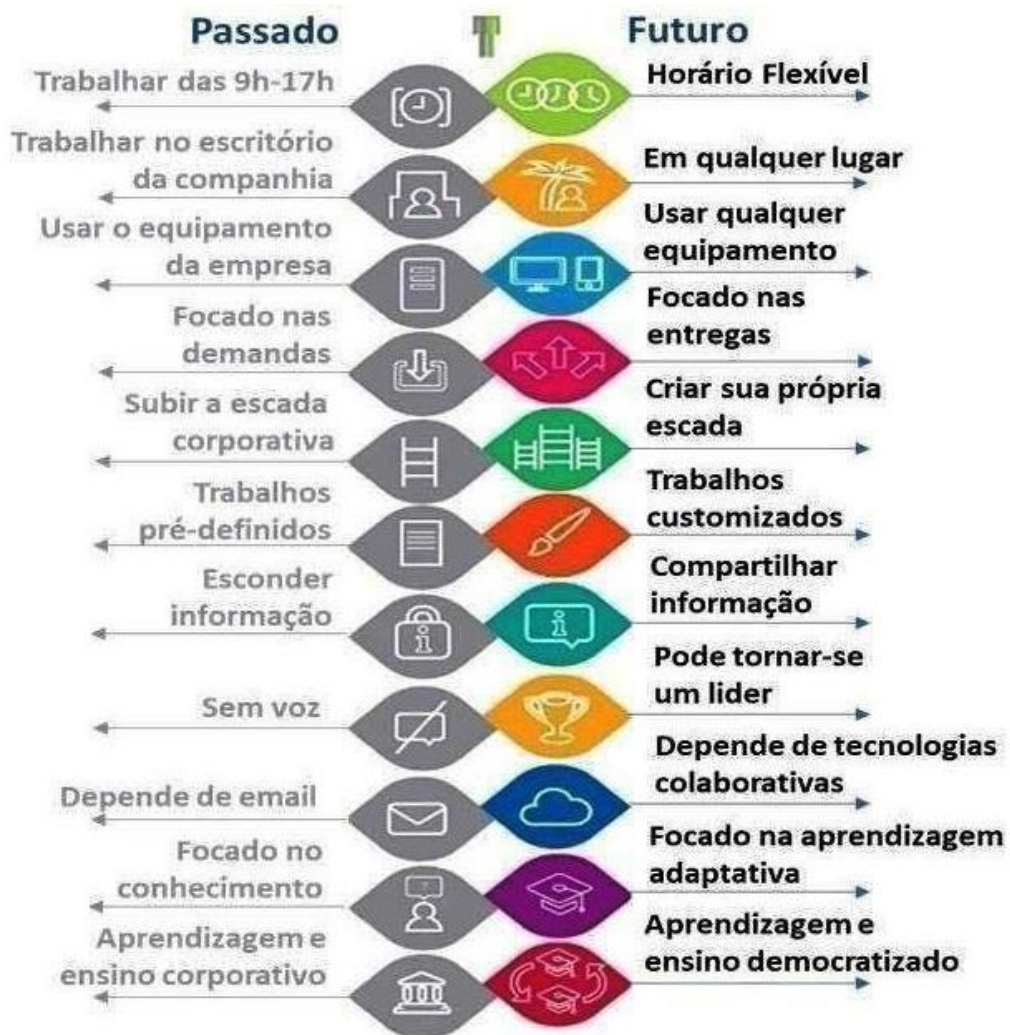 Passado
Futuro
Trabalhar das 9h-17h
Horário Flexível
Trabalhar no escritório
da companhia
Em qualquer lugar
Usar o equipamento
da empresa
Usar qualquer
equipamento
Focado nas
demandas
Focado nas
entregas
Subir a escada
corporativa
Criar sua própria
escada
Trabalhos
pré-definidos
Trabalhos
customizados
Esconder
informação
Compartilhar
informação
Sem voz
Pode tornar-se
um lider
Depende de email
Depende de tecnologias
colaborativas
Focado no
conhecimento
Focado na aprendizagem
adaptativa
Aprendizagem e
ensino corporativo
Aprendizagem e
ensino democratizado